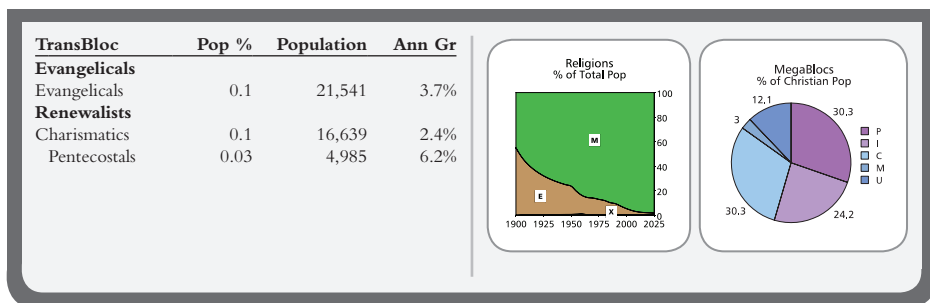 TransBloc Pop % Population Ann Gr
Evangelicals
Evangelicals 0.1 21,541 3.7%
Renewalists
Charismatics 0.1 16,639 2.4%
Pentecostals 0.03 4,985 6.2%
Religions
% of Total Pop
100
80
60
40
20
0
M
E
X
1900 1925 1950 1975 2000 2025
MegaBlocs
% of Christian Pop
12,1
30.3
3
30.3
24,2
P
I
C
M
U